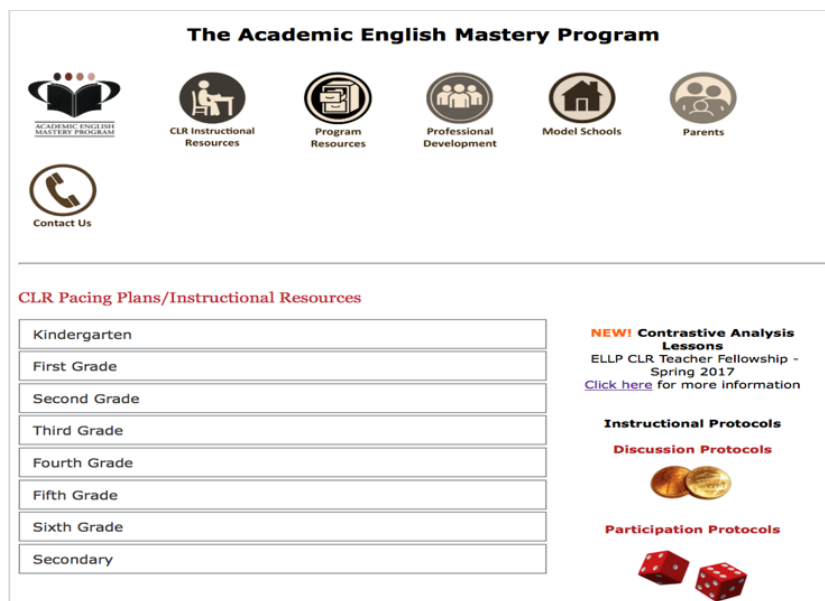 The Academic English Mastery Program
ACADEMIC ENGLISH
MASTERY PROGRAM
CLR Instructional
Resources
Program
Resources
Professional
Development
Model Schools
Parents
Contact Us
CLR Pacing Plans/Instructional Resources
Kindergarten
First Grade
Second Grade
Third Grade
Fourth Grade
Fifth Grade
Sixth Grade
Secondary
NEW! Contrastive Analysis
Lessons
ELLP CLR Teacher Fellowship -
Spring 2017
Click here for more information
Instructional Protocols
Discussion Protocols
Participation Protocols